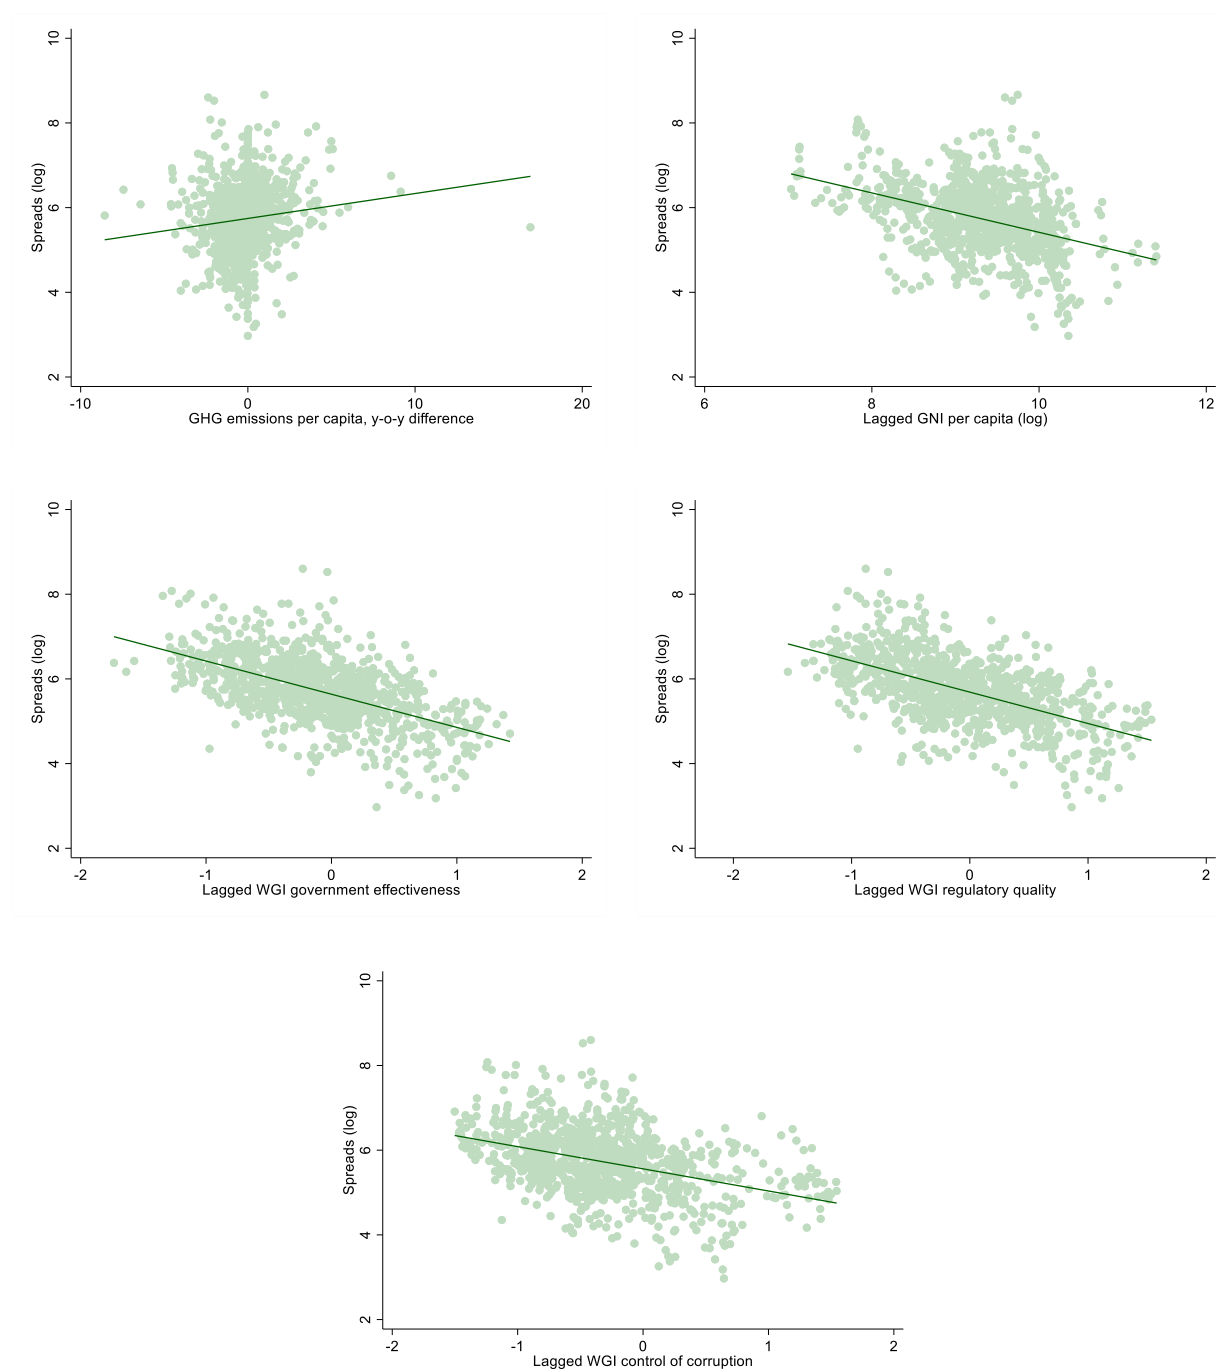 10
8
6
4
2
Spreads (log)
-10 0 10 20
GHG emissions per capita, y-o-y difference
10
8
6
4
2
Spreads (log)
6 8 10 12
Lagged GNI per capita (log)
10
8
6
4
2
Spreads (log)
-2 -1 0 1 2
Lagged WGI government effectiveness
10
8
6
4
2
Spreads (log)
-2 -1 0 1 2
Lagged WGI regulatory quality
10
8
6
4
2
Spreads (log)
-2 -1 0 1 2
Lagged WGI control of corruption